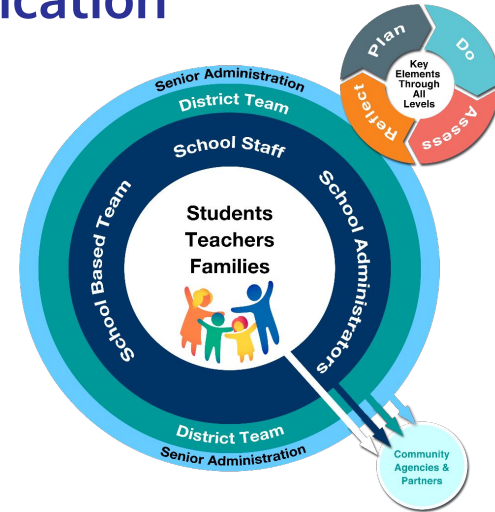 Plan
Do
Key
Elements
Through
All
Levels
Reflect
Assess
Senior Administration
District Team
School Staff
School Based Team
School Administrators
Students
Teachers
Families
District Team
Senior Administration
Community
Agencies &
Partners